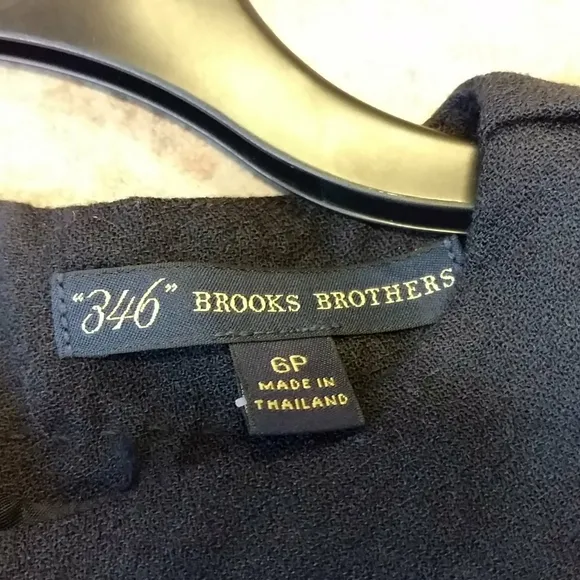 "346" BROOKS BROTHERS
6P
MADE IN
THAILAND